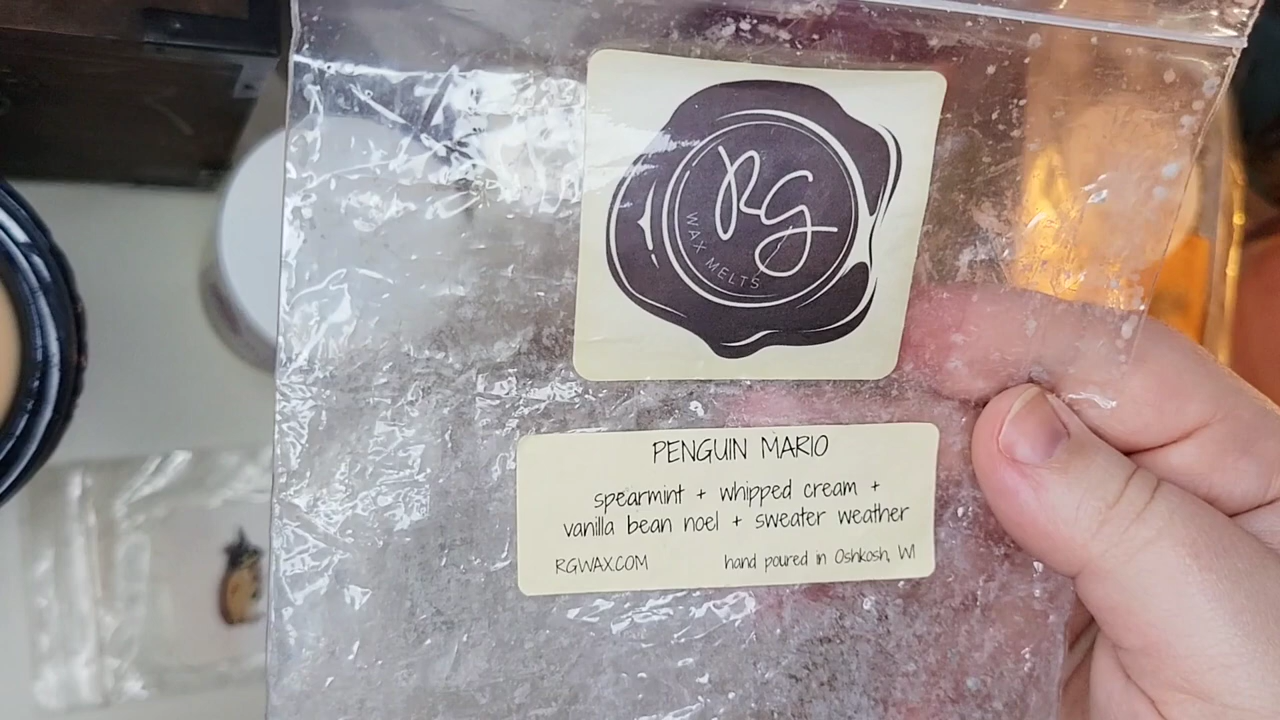 RG
WAX MELTS
PENGUIN MARIO
spearmint + whipped cream +
vanilla bean noel + sweater weather
RGWAX.COM hand poured in Oshkosh, WI